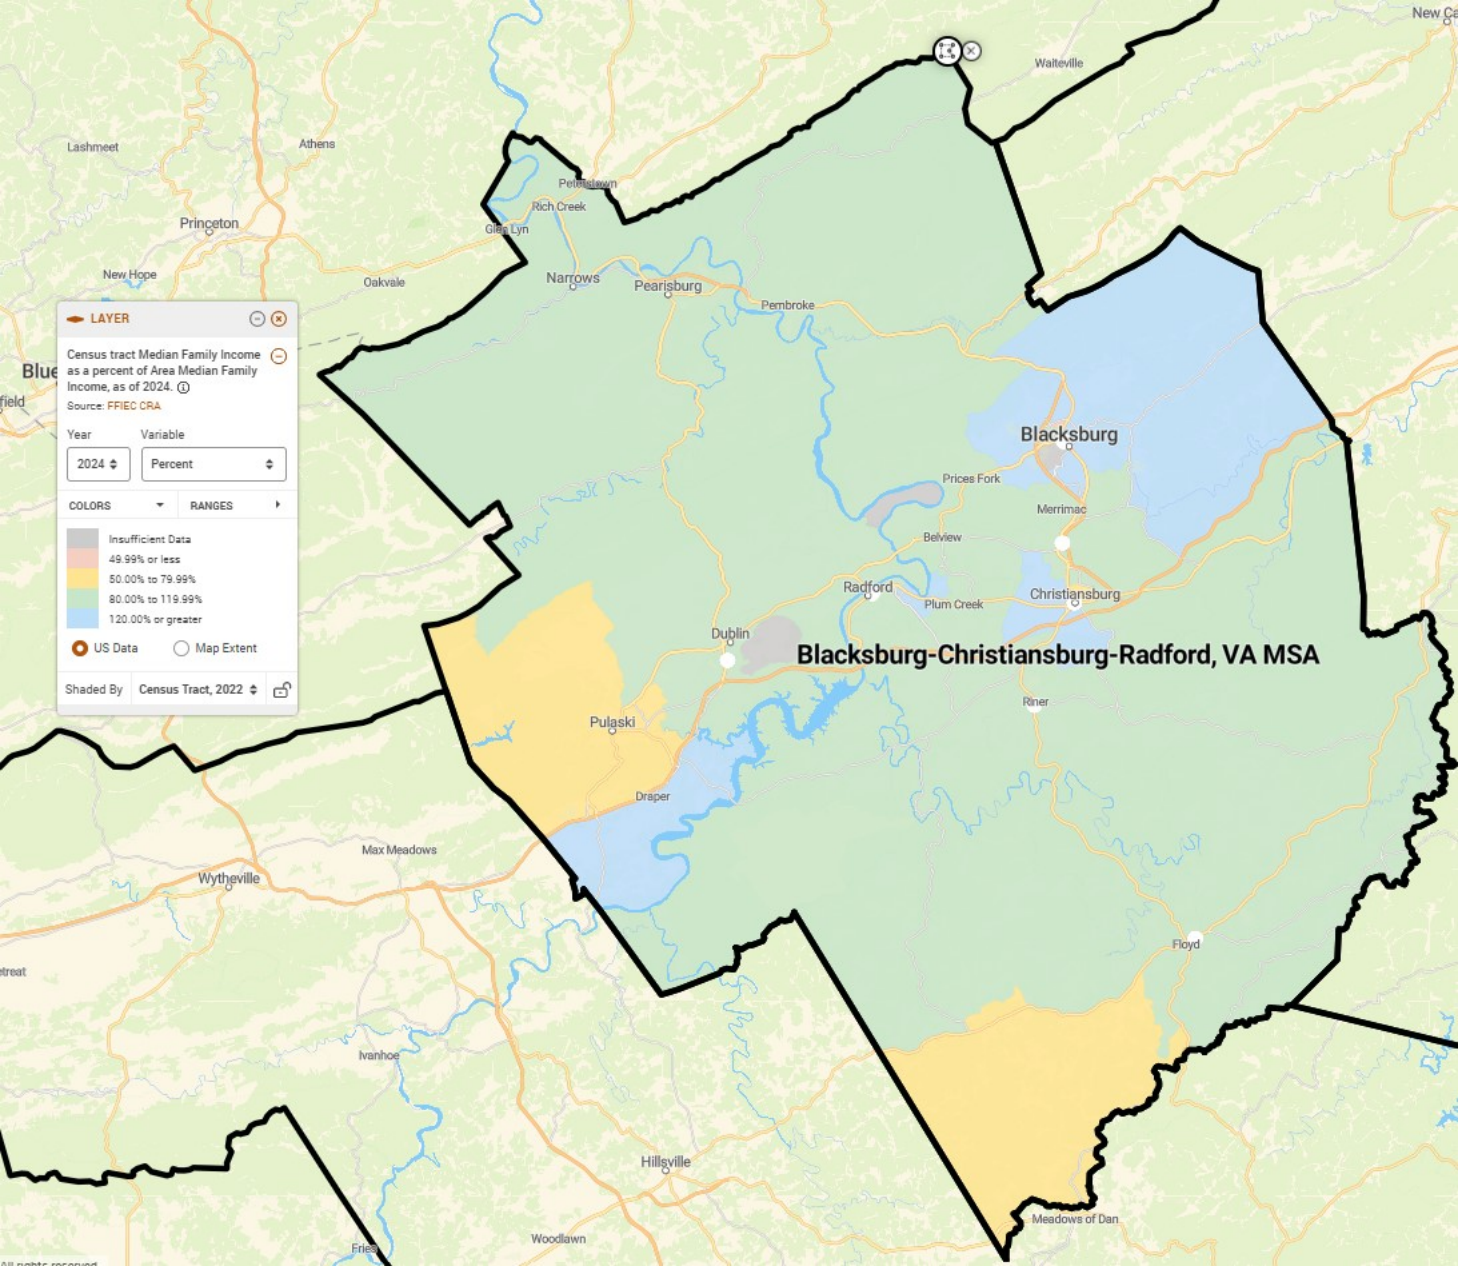 New Ca
Waiteville
Lashmeet
Athens
Peterstown
Rich Creek
Princeton
Glen Lyn
New Hope
Oakvale
Narrows
Pearisburg
Pembroke
LAYER
Census tract Median Family Income
as a percent of Area Median Family
Income, as of 2024.
Source: FFIEC CRA
Year
Variable
2024
Percent
COLORS
RANGES
Insufficient Data
49.99% or less
50.00% to 79.99%
80.00% to 119.99%
120.00% or greater
US Data
Map Extent
Shaded By
Census Tract, 2022
Blue
field
Blacksburg
Prices Fork
Merrimac
Belview
Radford
Plum Creek
Christiansburg
Dublin
Blacksburg-Christiansburg-Radford, VA MSA
Riner
Pulaski
Draper
Max Meadows
Wytheville
Floyd
etreat
Ivanhoe
Hillsville
Meadows of Dan
Woodlawn
Fries
All rights reserved